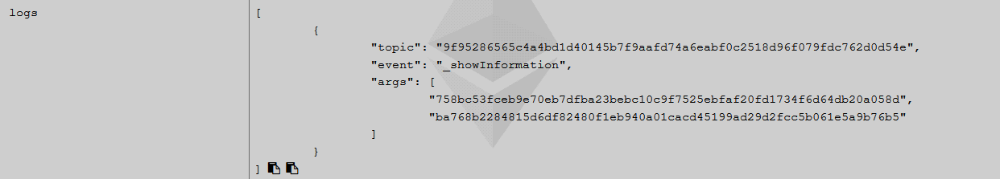 logs
[
{
"topic": "9f95286565c4a4bd1d40145b7f9aafd74a6eabf0c2518d96f079fdc762d0d54e",
"event": "_showInformation",
"args": [
"758bc53fceb9e70eb7dfba23bebc10c9f7525ebfaf20fd1734f6d64db20a058d",
"ba768b2284815d6df82480f1eb940a01cacd45199ad29d2fcc5b061e5a9b76b5"
]
}
]